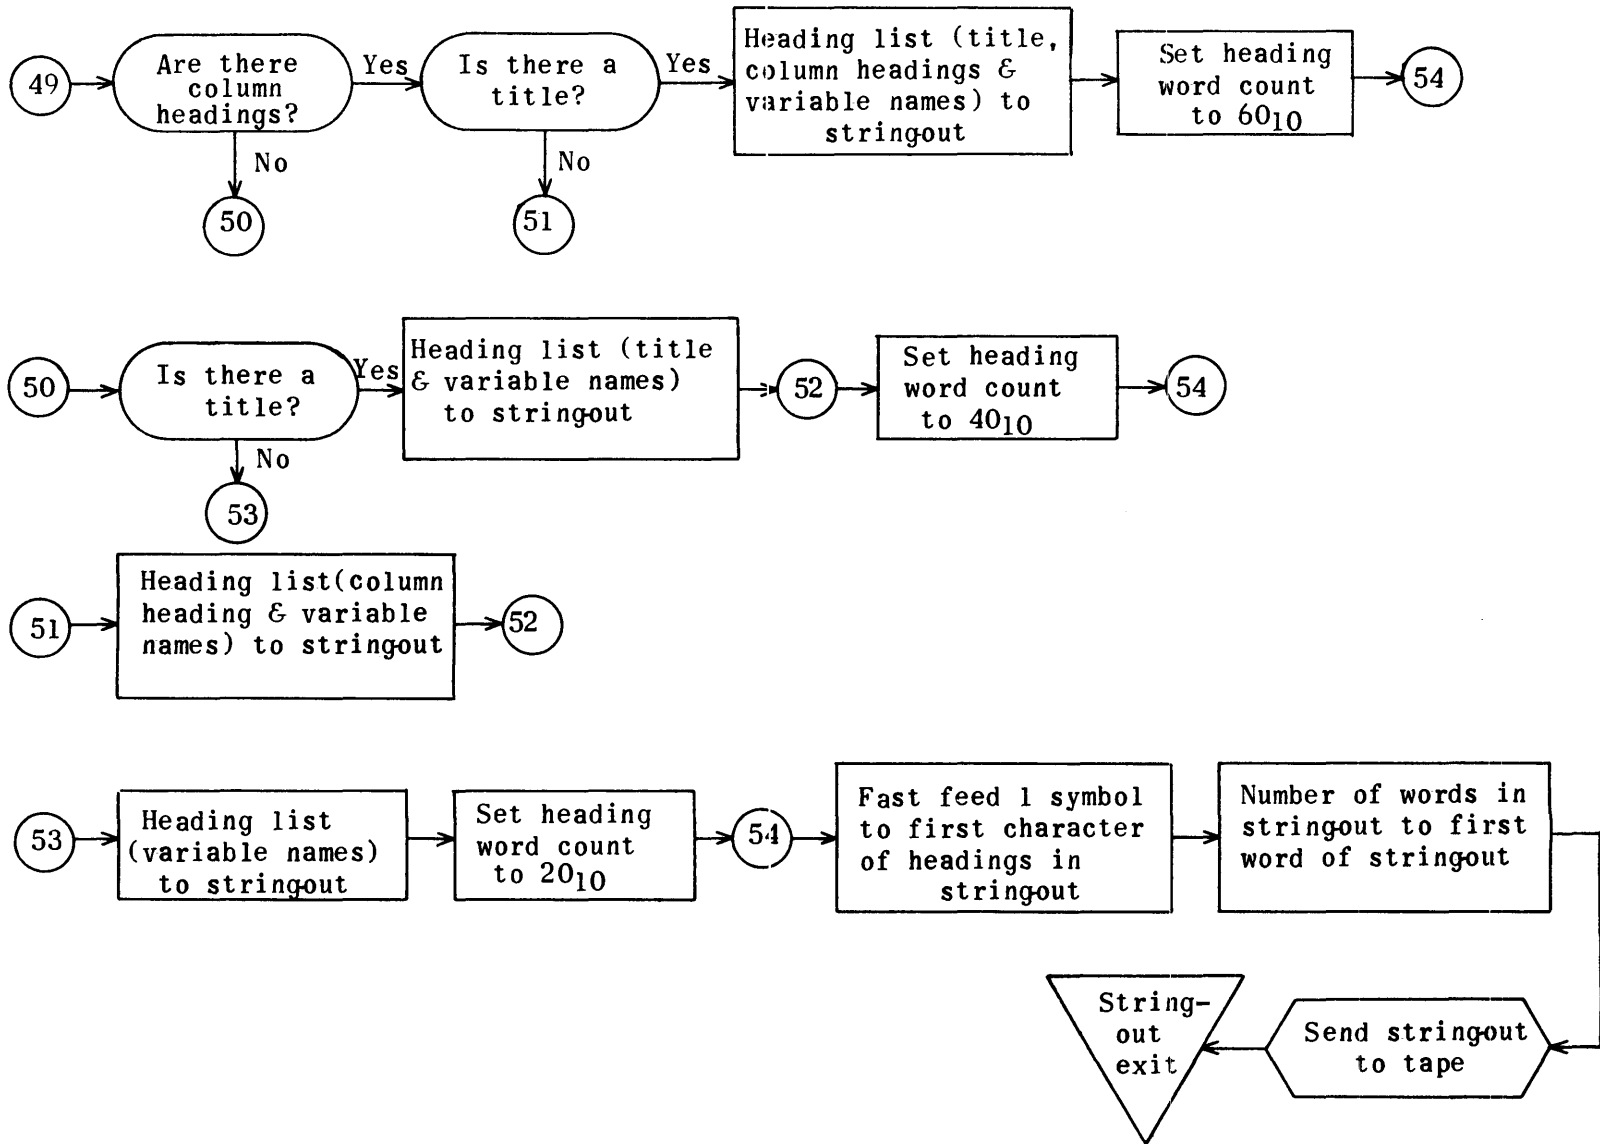 49
Are there
column
headings?
Yes
Is there a
title?
Yes
Heading list (title,
column headings &
variable names) to
stringout
Set heading
word count
to 60₁₀
54
No
50
No
51
50
Is there a
title?
Yes
Heading list (title
& variable names)
to stringout
52
Set heading
word count
to 40₁₀
54
No
53
51
Heading list(column
heading & variable
names) to stringout
52
53
Heading list
(variable names)
to stringout
Set heading
word count
to 20₁₀
54
Fast feed 1 symbol
to first character
of headings in
stringout
Number of words in
stringout to first
word of stringout
Send stringout
to tape
String-
out
exit